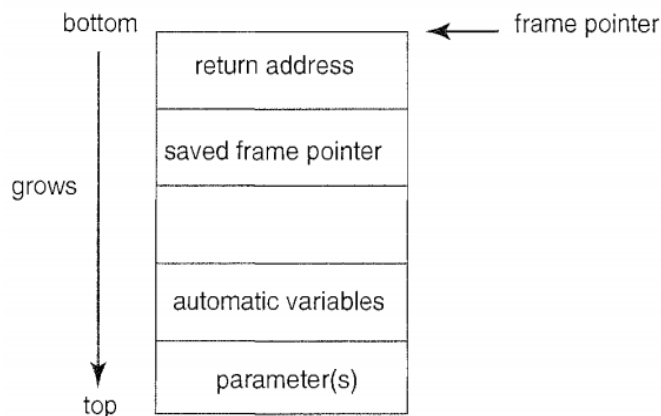 bottom
frame pointer
return address
saved frame pointer
grows
automatic variables
parameter(s)
top